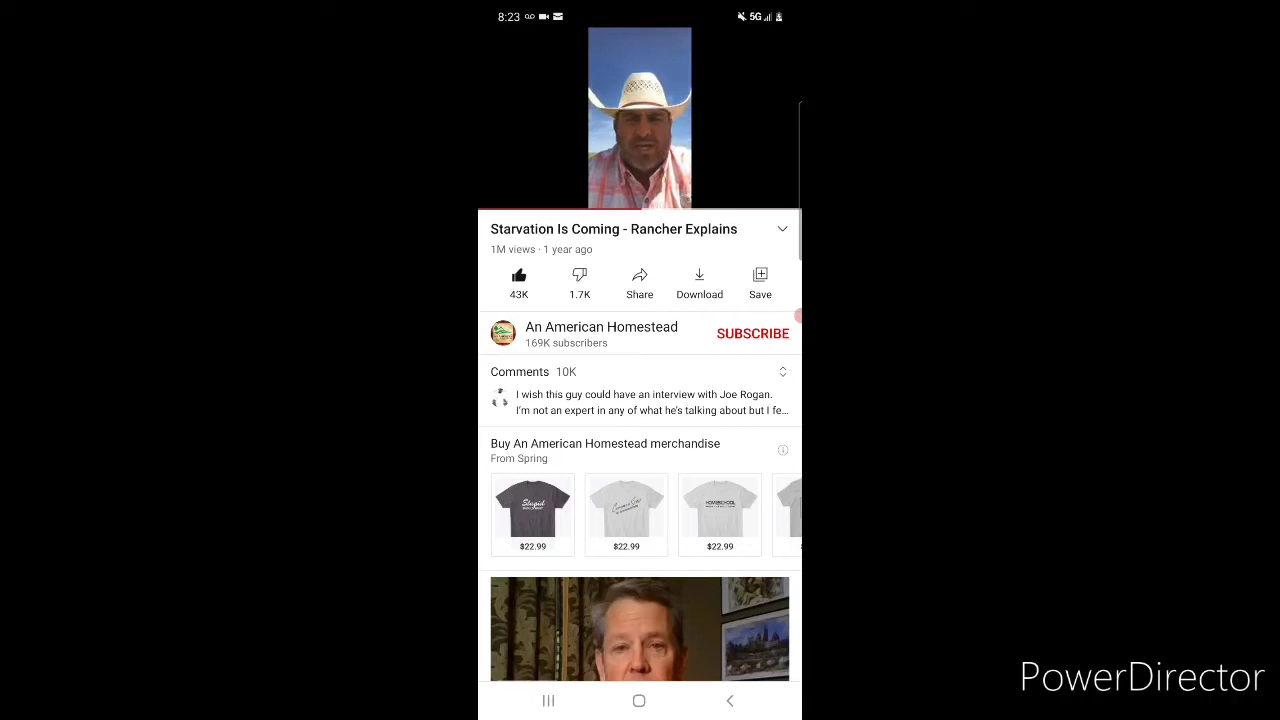 8:23
5G
Starvation Is Coming - Rancher Explains
1M views · 1 year ago
43K
1.7K
Share
Download
Save
An American Homestead
169K subscribers
SUBSCRIBE
Comments 10K
I wish this guy could have an interview with Joe Rogan.
I'm not an expert in any of what he's talking about but I fe...
Buy An American Homestead merchandise
From Spring
HOMESCHOOL
$22.99
$22.99
$22.99
PowerDirector